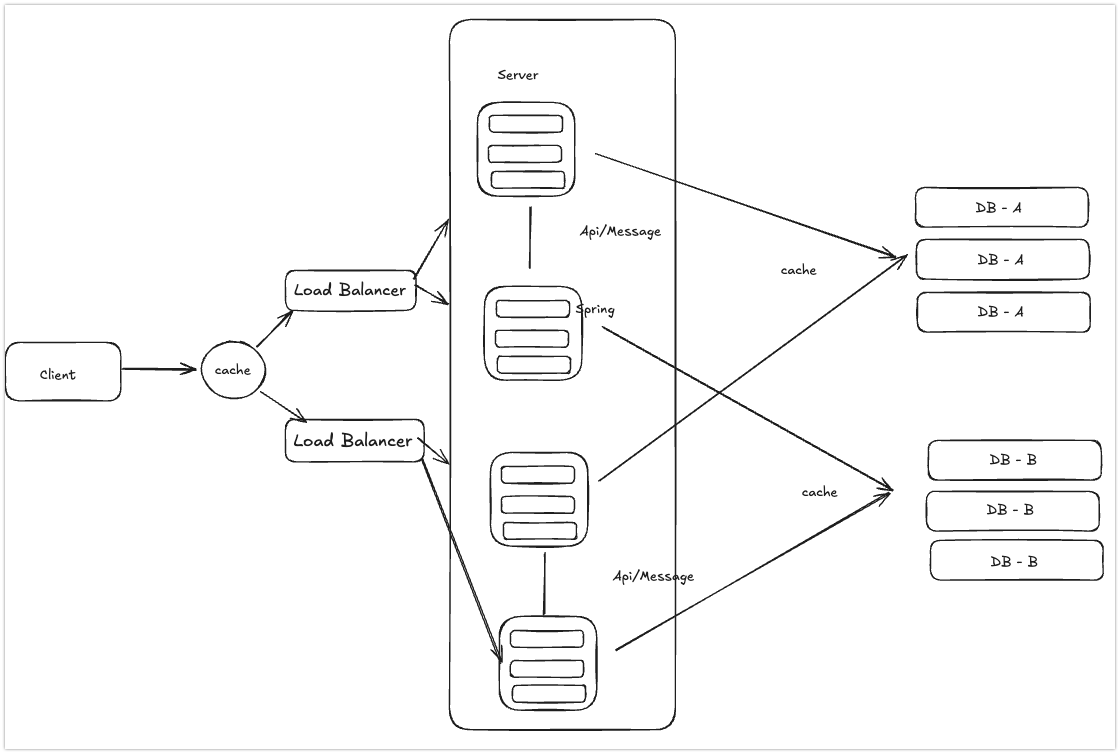 Server
Api/Message
Spring
Load Balancer
Client
cache
Load Balancer
Api/Message
cache
cache
DB - A
DB - A
DB - A
DB - B
DB - B
DB - B